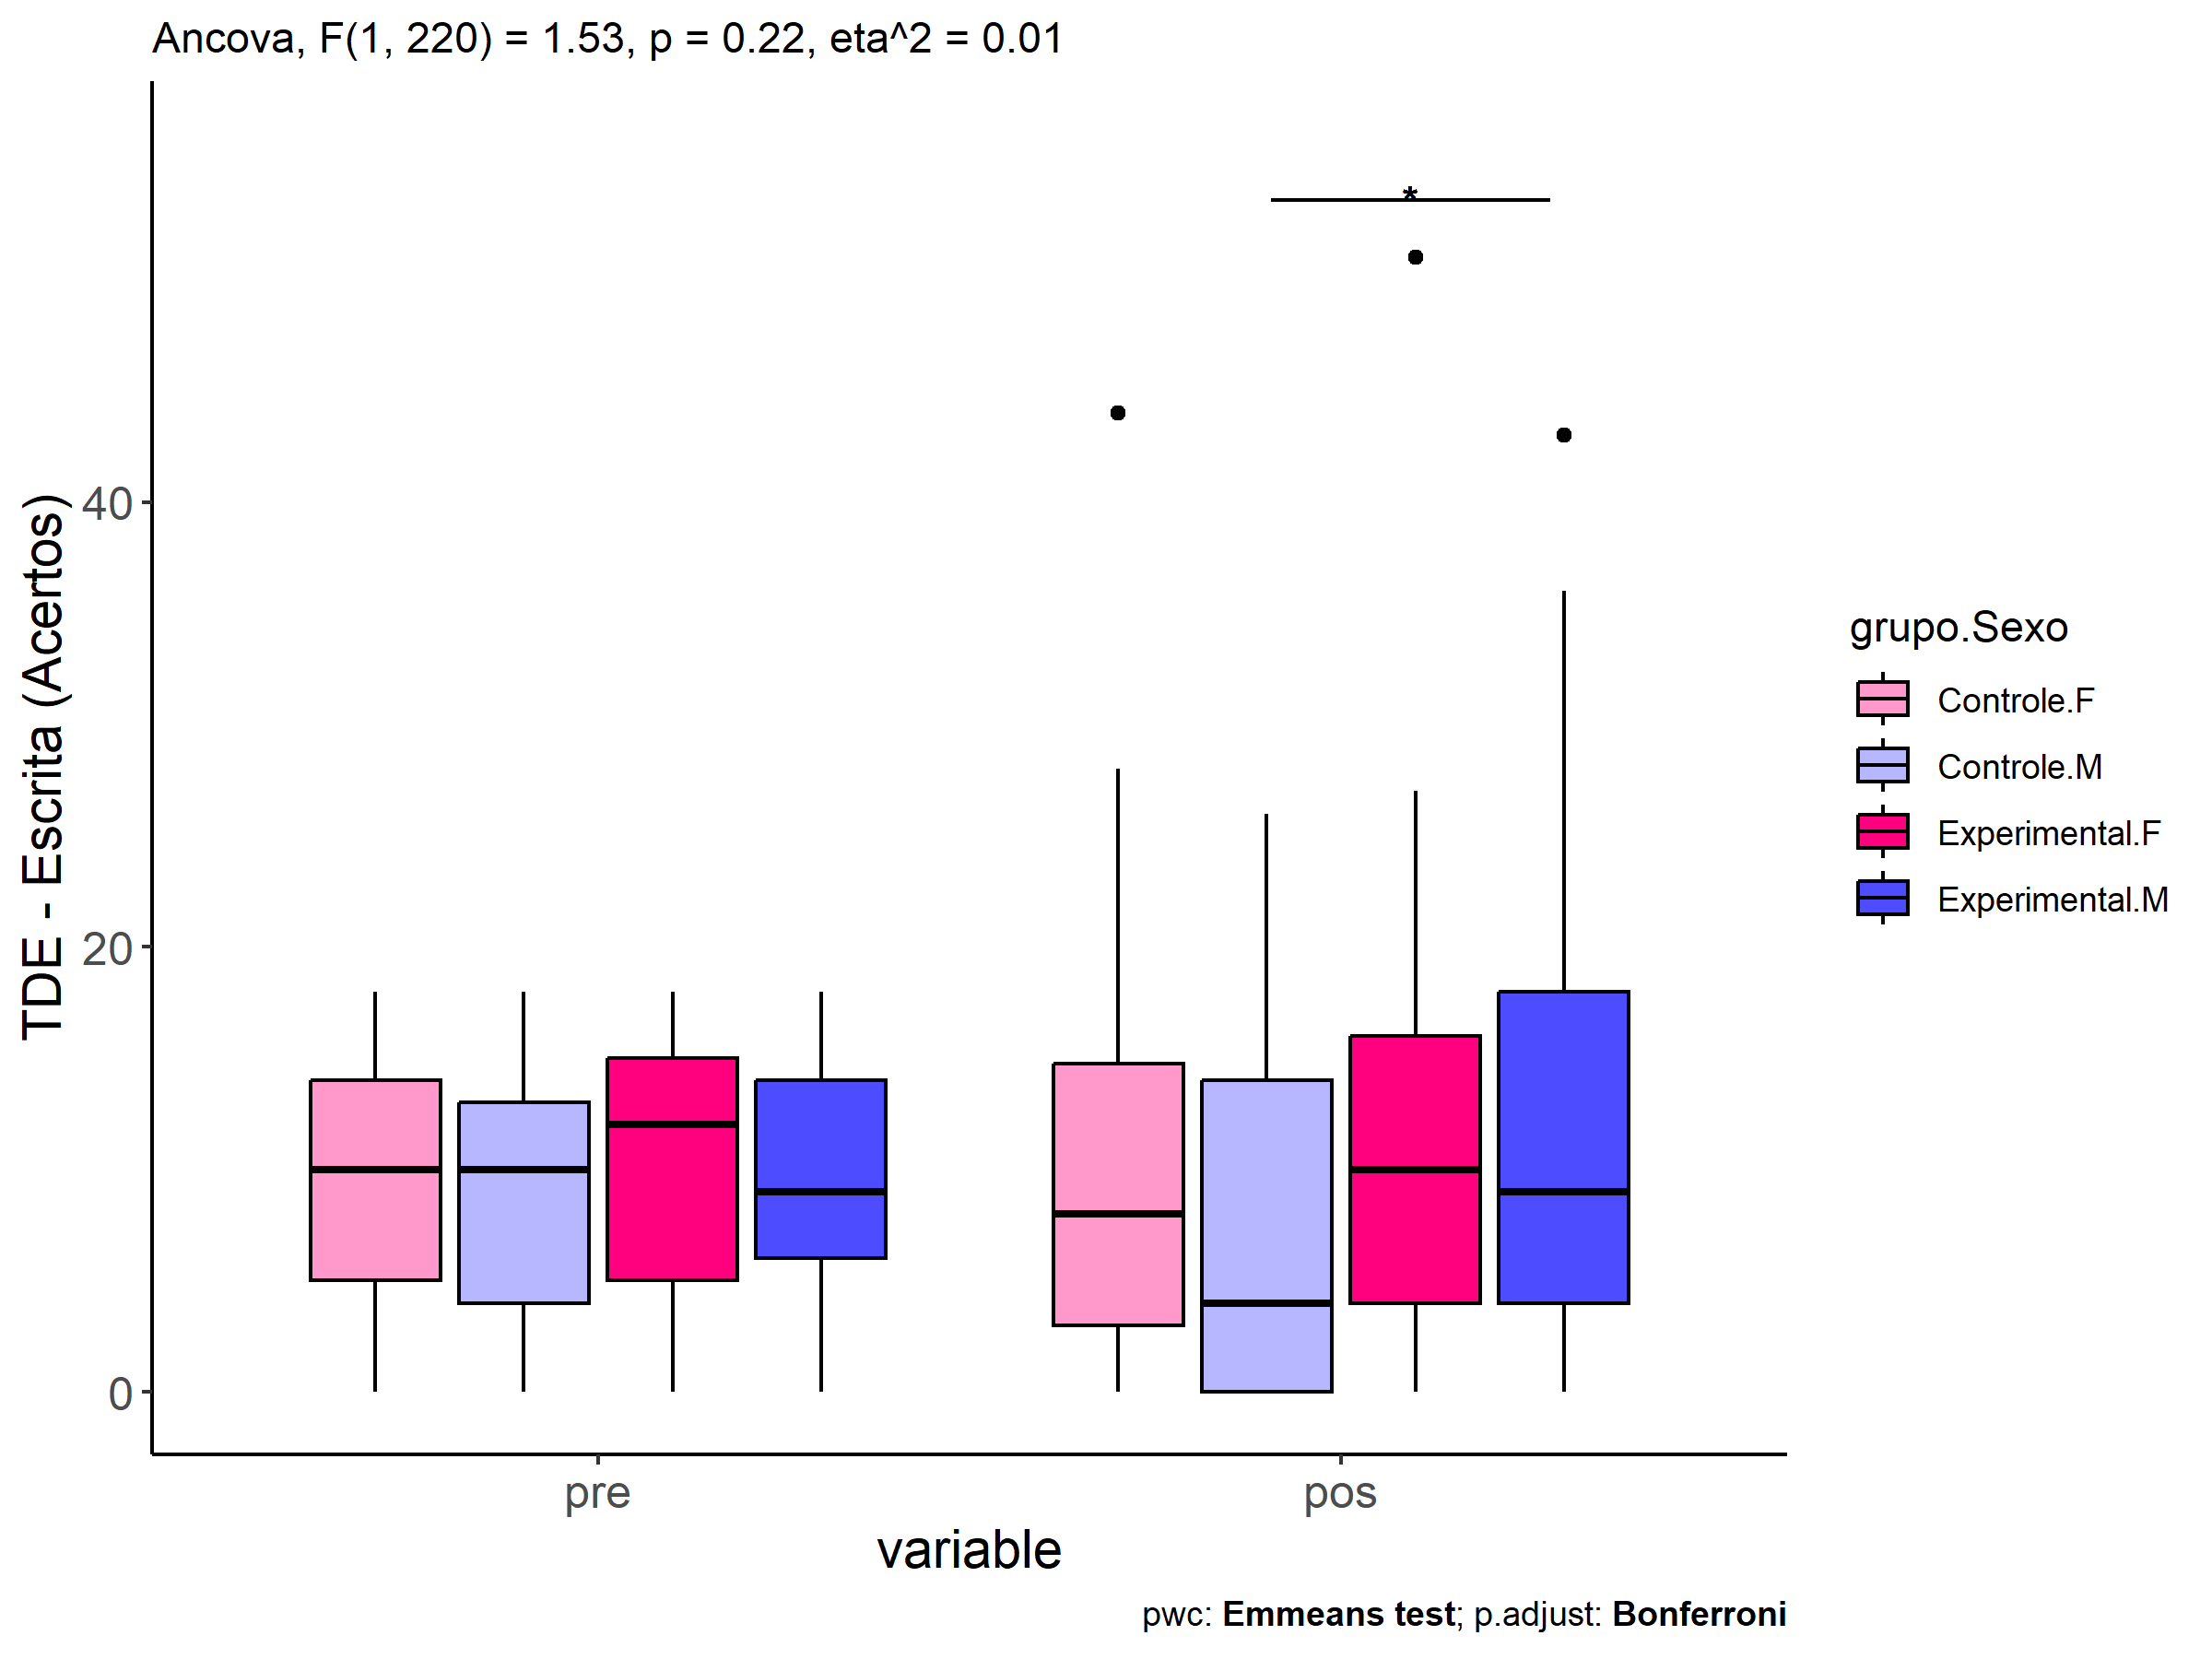 Ancova, F(1, 220) = 1.53, p = 0.22, eta^2 = 0.01
*
TDE - Escrita (Acertos)
40
20
0
pre
pos
variable
grupo.Sexo
Controle.F
Controle.M
Experimental.F
Experimental.M
pwc: Emmeans test; p.adjust: Bonferroni